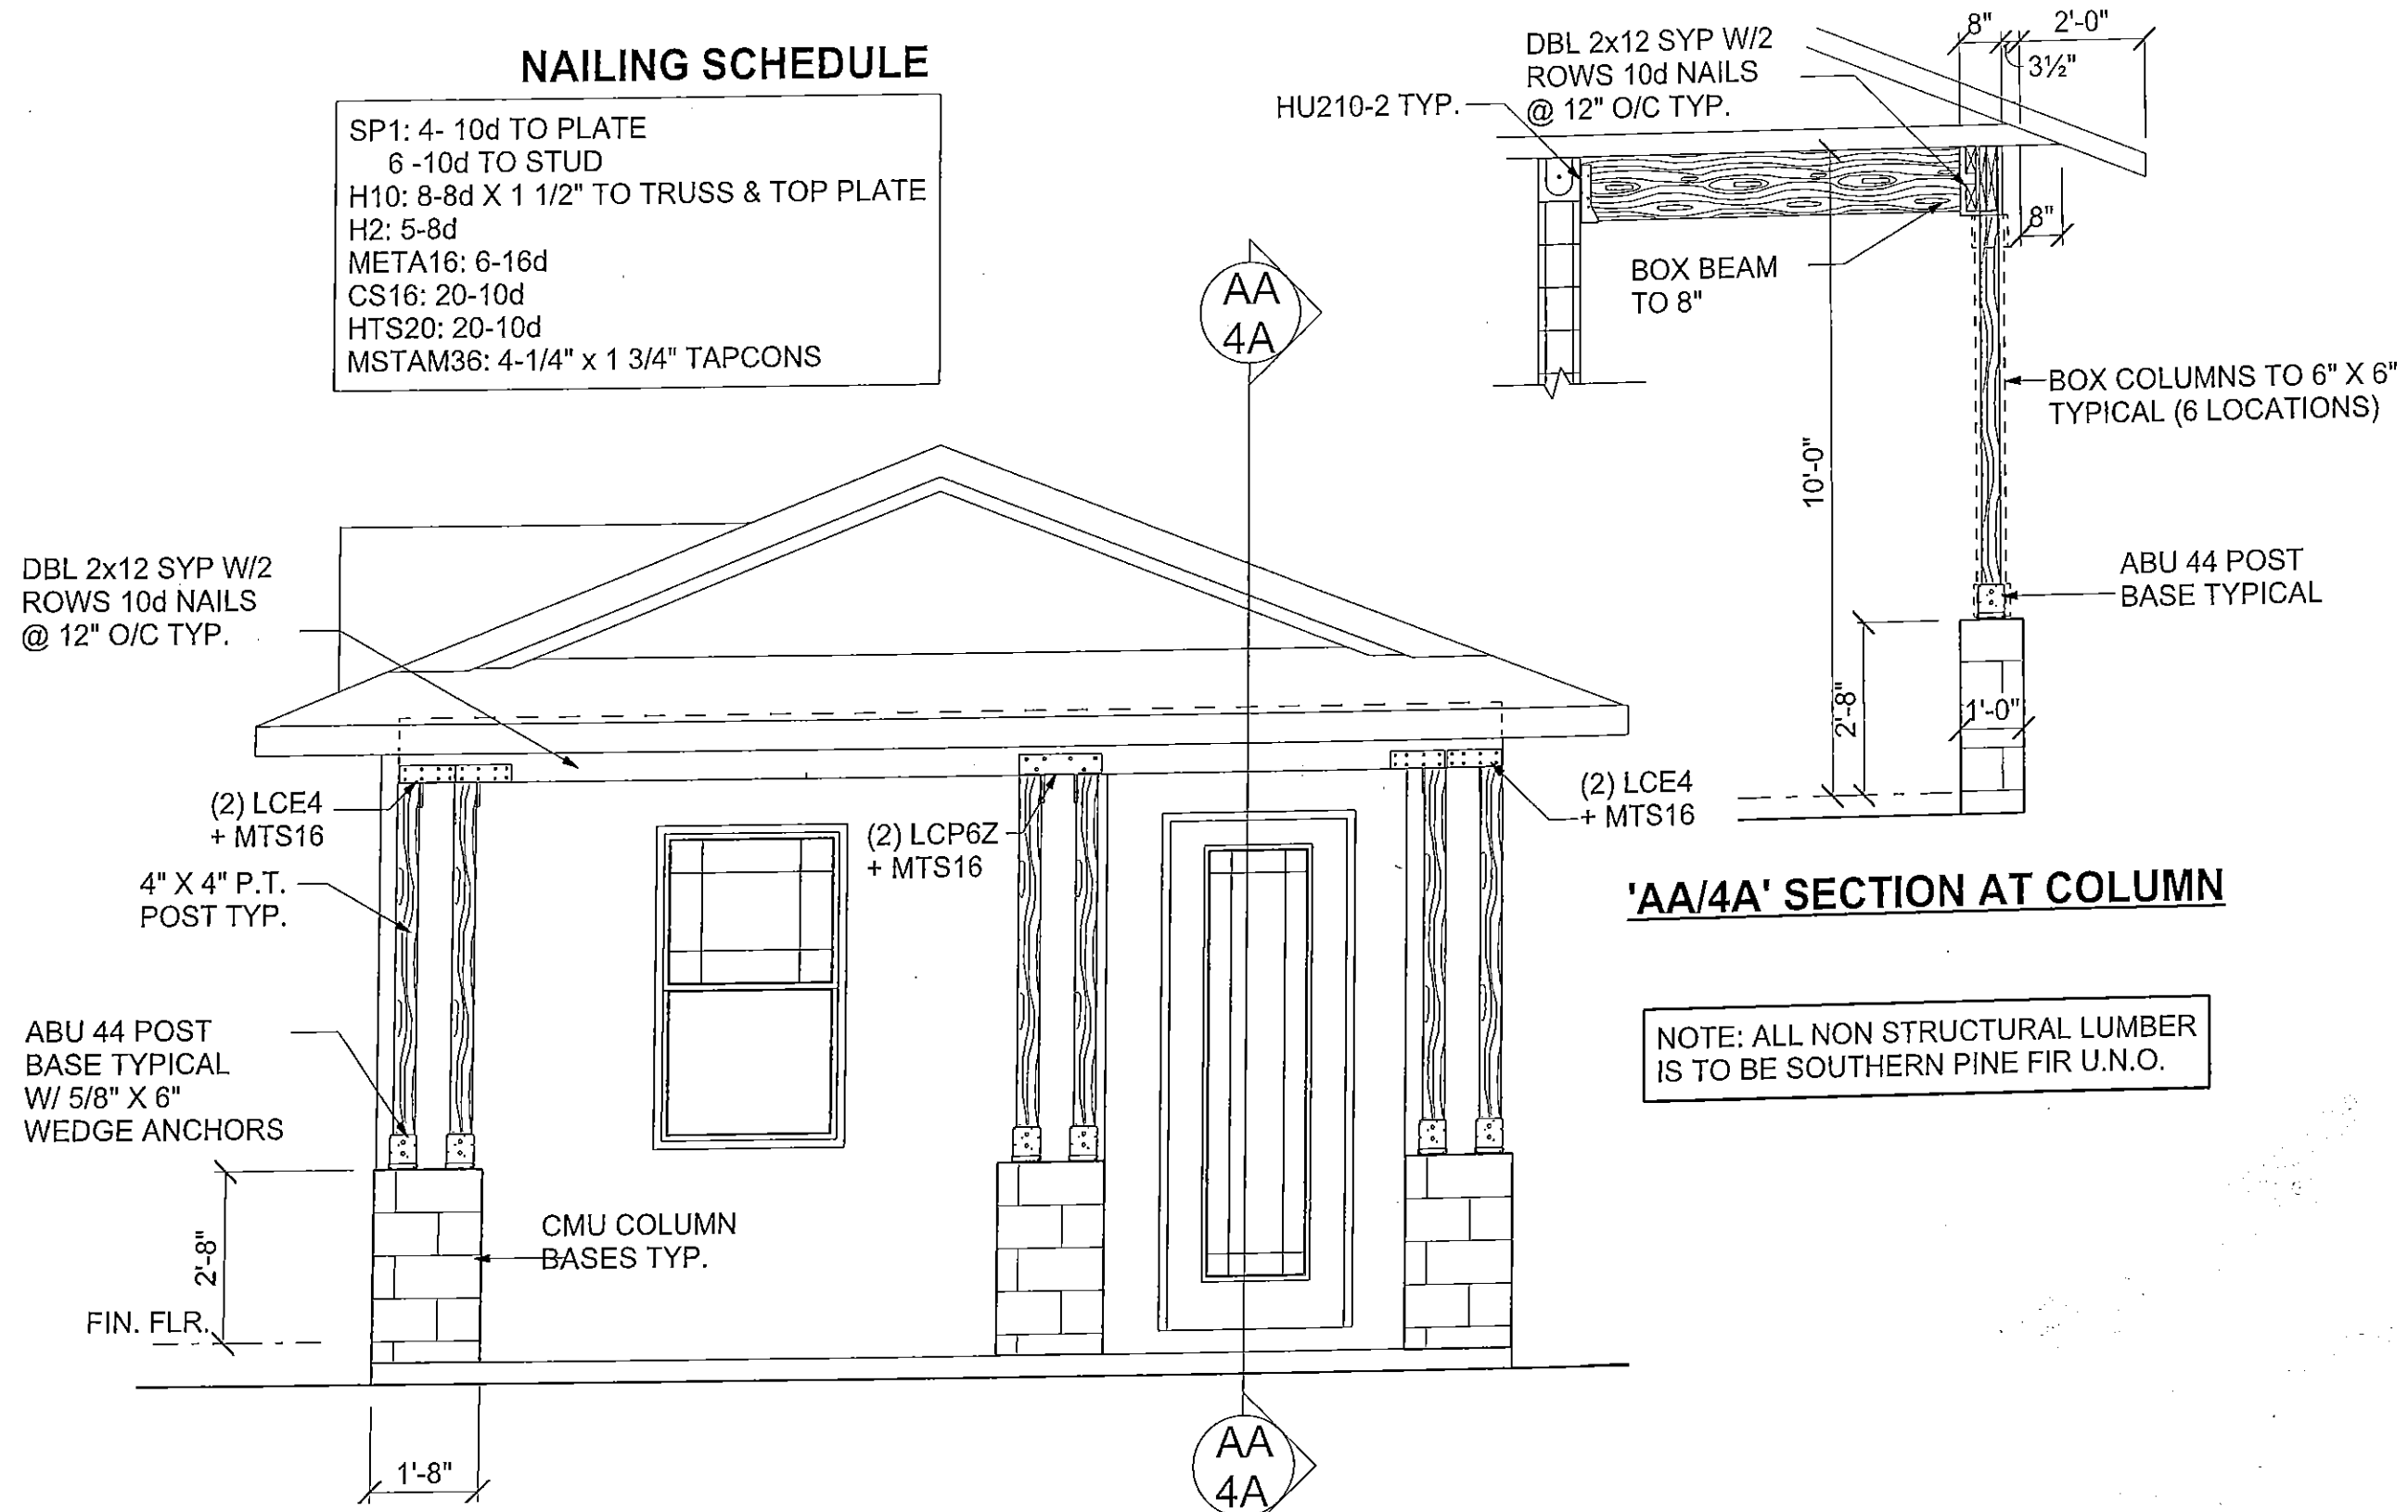 NAILING SCHEDULE
SP1: 4- 10d TO PLATE
6 -10d TO STUD
H10: 8-8d X 1 1/2" TO TRUSS & TOP PLATE
H2: 5-8d
META16: 6-16d
CS16: 20-10d
HTS20: 20-10d
MSTAM36: 4-1/4" x 1 3/4" TAPCONS
DBL 2x12 SYP W/2
ROWS 10d NAILS
@ 12" O/C TYP.
HU210-2 TYP.
8"
2'-0"
3½"
8"
BOX BEAM
TO 8"
BOX COLUMNS TO 6" X 6"
TYPICAL (6 LOCATIONS)
10'-0"
ABU 44 POST
BASE TYPICAL
2'-8"
1'-0"
'AA/4A' SECTION AT COLUMN
NOTE: ALL NON STRUCTURAL LUMBER
IS TO BE SOUTHERN PINE FIR U.N.O.
AA
4A
DBL 2x12 SYP W/2
ROWS 10d NAILS
@ 12" O/C TYP.
(2) LCE4
+ MTS16
(2) LCP6Z
+ MTS16
(2) LCE4
+ MTS16
4" X 4" P.T.
POST TYP.
ABU 44 POST
BASE TYPICAL
W/ 5/8" X 6"
WEDGE ANCHORS
2'-8"
CMU COLUMN
BASES TYP.
FIN. FLR.
1'-8"
AA
4A